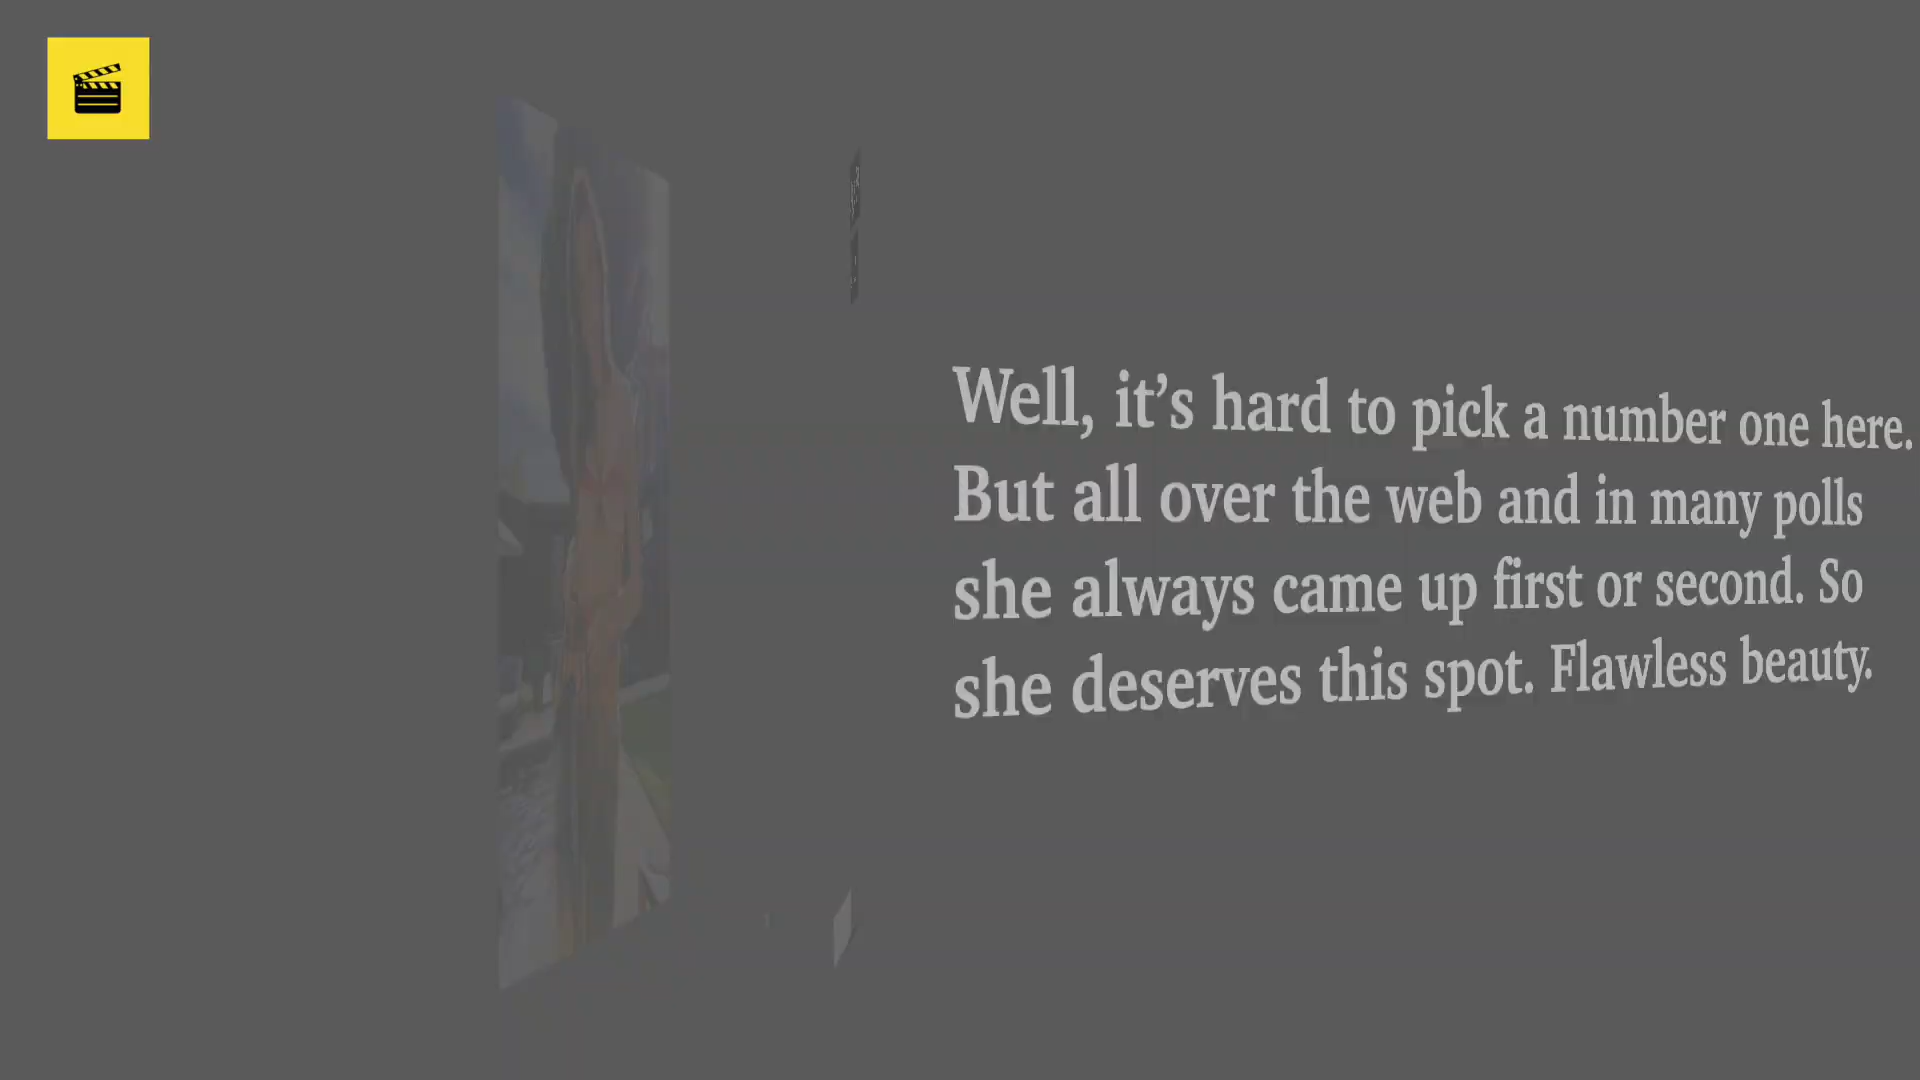 Well, it’s hard to pick a number one here.
But all over the web and in many polls
she always came up first or second. So
she deserves this spot. Flawless beauty.